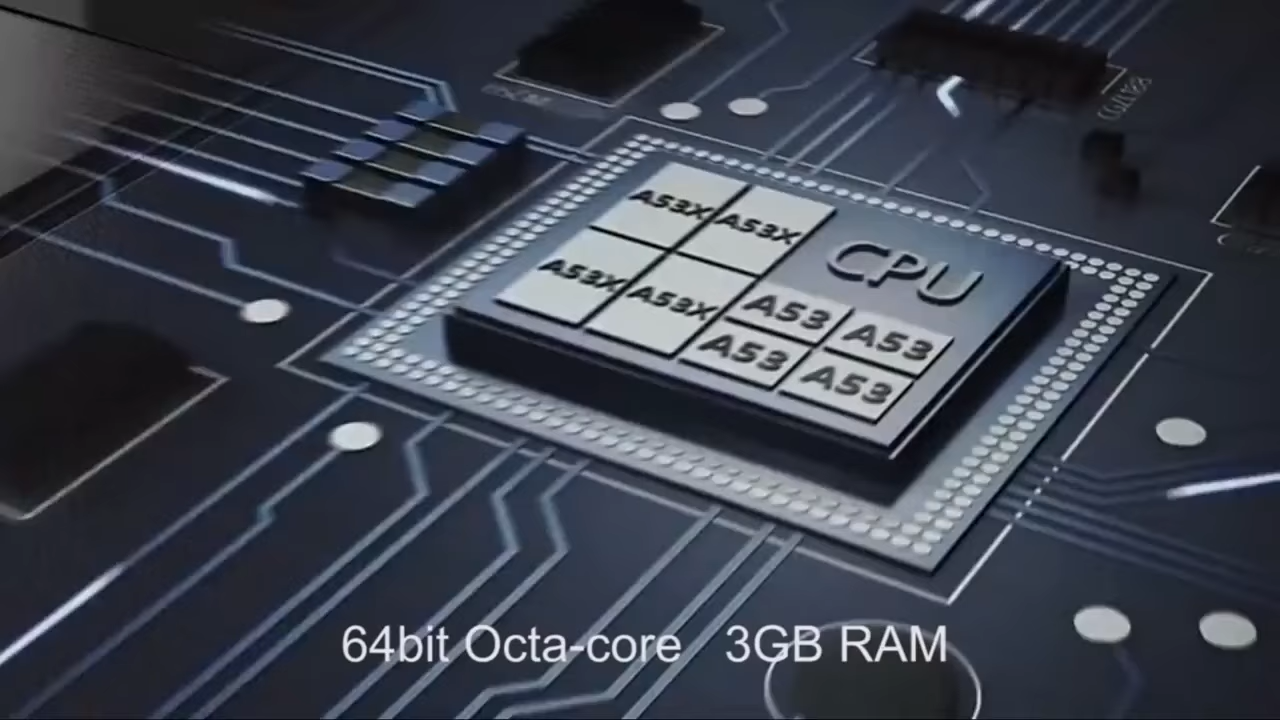 A53X A53X
CPU
A53X A53X A53 A53
A53 A53
64bit Octa-core 3GB RAM